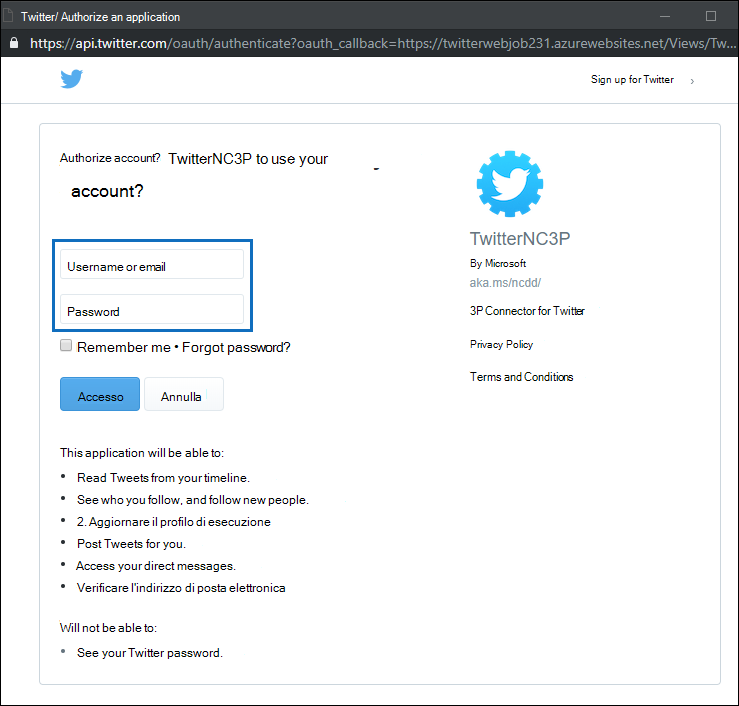 Twitter/ Authorize an application
https://api.twitter.com/oauth/authenticate?oauth_callback=https://twitterwebjob231.azurewebsites.net/Views/Tw...
Sign up for Twitter ›
Authorize account? TwitterNC3P to use your
account?
Username or email
Password
Remember me • Forgot password?
Accesso Annulla
This application will be able to:
• Read Tweets from your timeline.
• See who you follow, and follow new people.
• 2. Aggiornare il profilo di esecuzione
• Post Tweets for you.
• Access your direct messages.
• Verificare l'indirizzo di posta elettronica
Will not be able to:
• See your Twitter password.
TwitterNC3P
By Microsoft
aka.ms/ncdd/
3P Connector for Twitter
Privacy Policy
Terms and Conditions